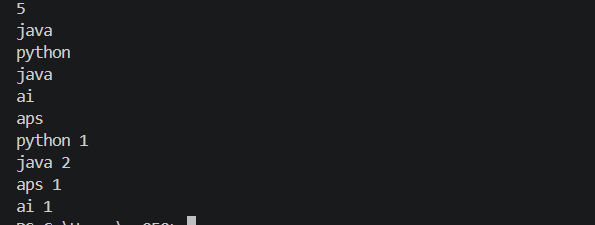 5
java
python
java
ai
aps
python 1
java 2
aps 1
ai 1